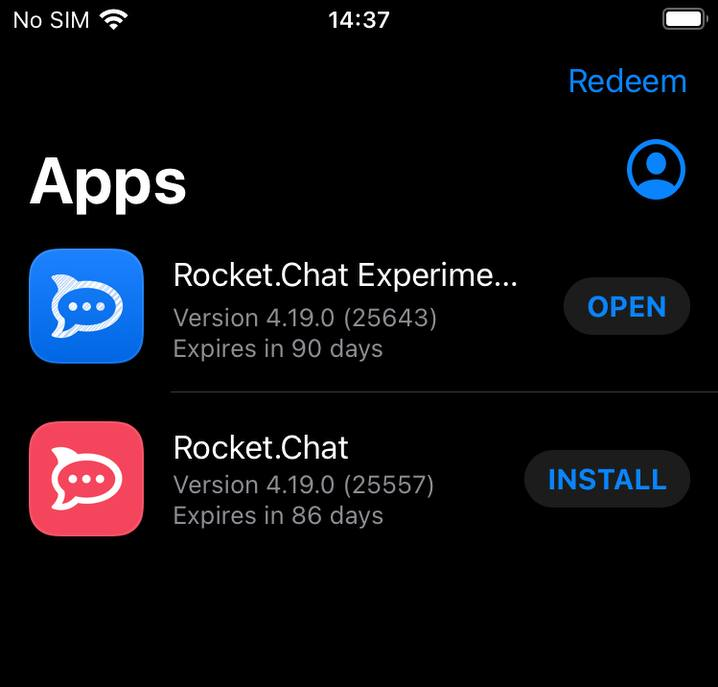 No SIM 14:37
Redeem
Apps
Rocket.Chat Experime...
Version 4.19.0 (25643)
Expires in 90 days
OPEN
Rocket.Chat
Version 4.19.0 (25557)
Expires in 86 days
INSTALL